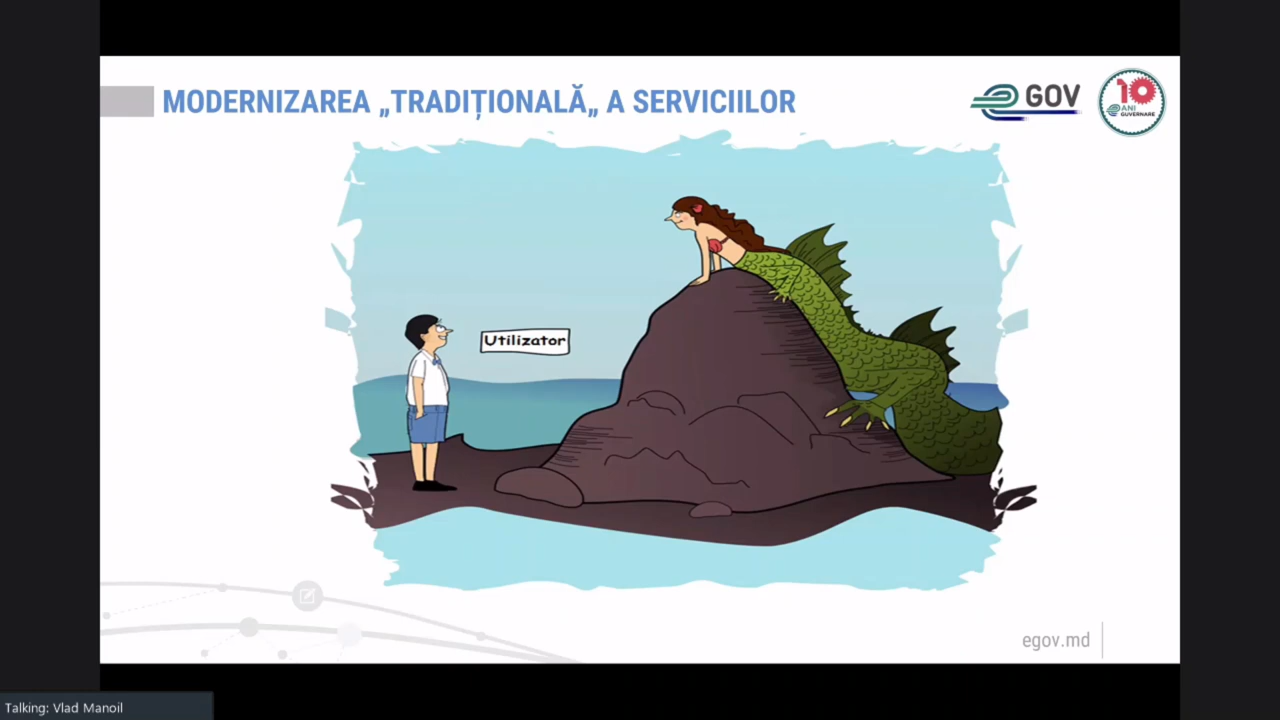 MODERNIZAREA „TRADIȚIONALĂ„ A SERVICIILOR
GOV
10
ANI
GUVERNARE
Utilizator
egov.md
Talking: Vlad Manoil